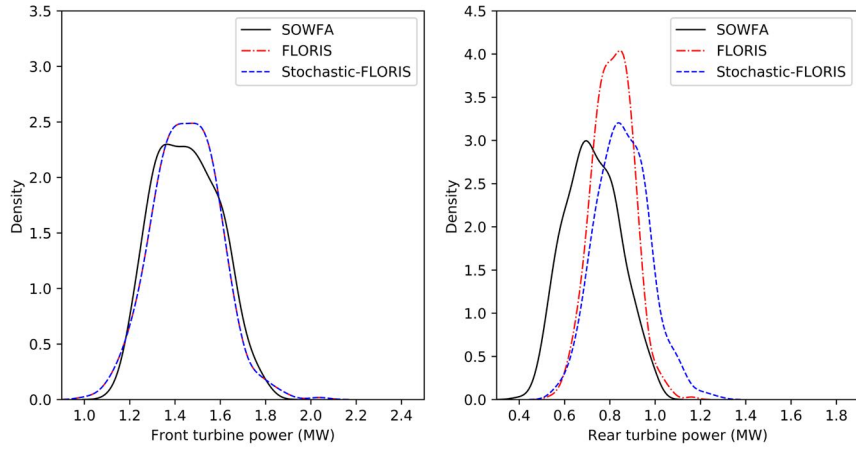 3.5
3.0
2.5
2.0
1.5
1.0
0.5
0.0
Density
1.0 1.2 1.4 1.6 1.8 2.0 2.2 2.4
Front turbine power (MW)
SOWFA
FLORIS
Stochastic-FLORIS
4.5
4.0
3.5
3.0
2.5
2.0
1.5
1.0
0.5
0.0
Density
0.4 0.6 0.8 1.0 1.2 1.4 1.6 1.8
Rear turbine power (MW)
SOWFA
FLORIS
Stochastic-FLORIS